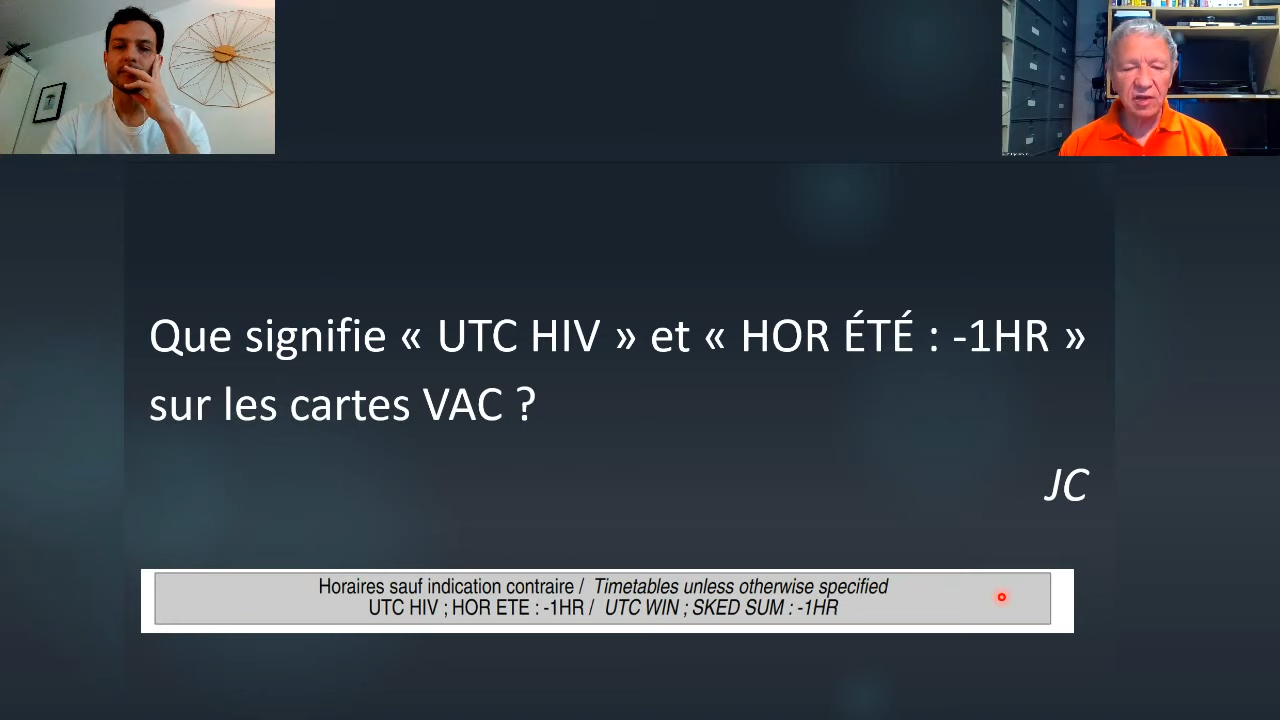 Que signifie « UTC HIV » et « HOR ÉTÉ : -1HR »
sur les cartes VAC ?
JC
Horaires sauf indication contraire / Timetables unless otherwise specified
UTC HIV ; HOR ETE : -1HR / UTC WIN ; SKED SUM : -1HR